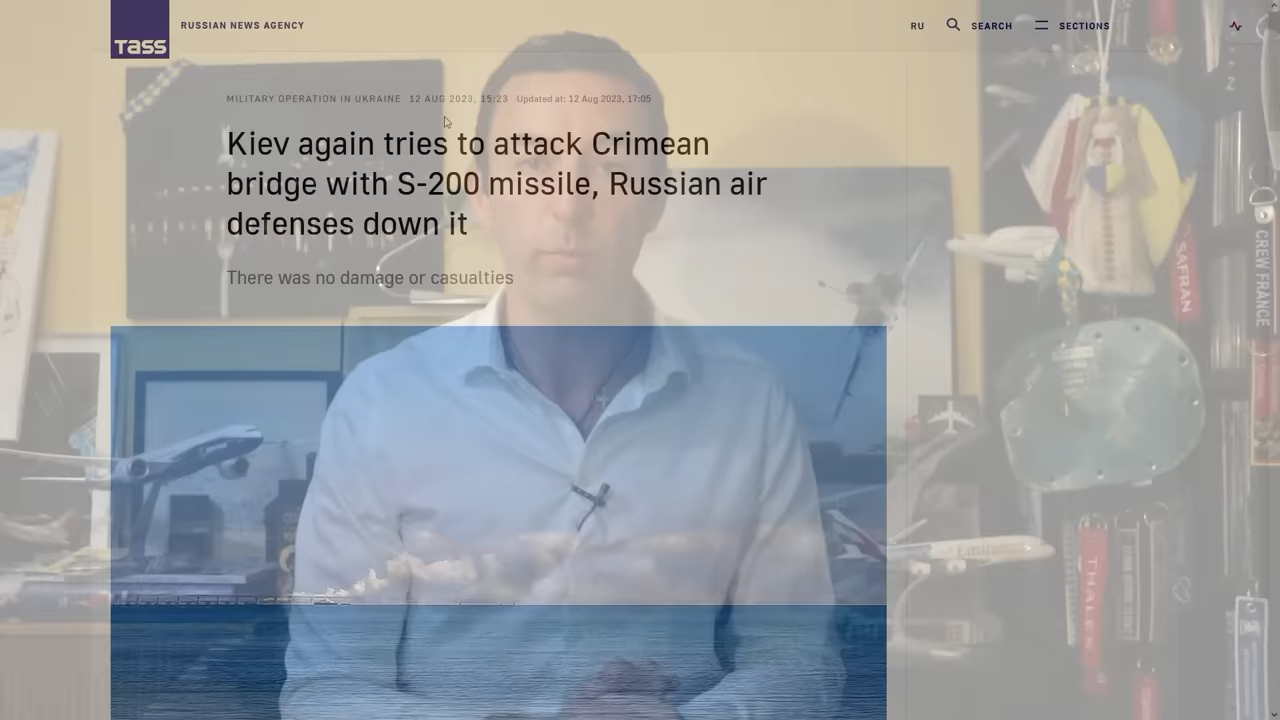 RUSSIAN NEWS AGENCY
RU
SEARCH
SECTIONS
TASS
MILITARY OPERATION IN UKRAINE 12 AUG 2023, 15:23 Updated at: 12 Aug 2023, 17:05
Kiev again tries to attack Crimean
bridge with S-200 missile, Russian air
defenses down it
There was no damage or casualties
SAFRAN
CREW FRANCE
Emirates
THALES